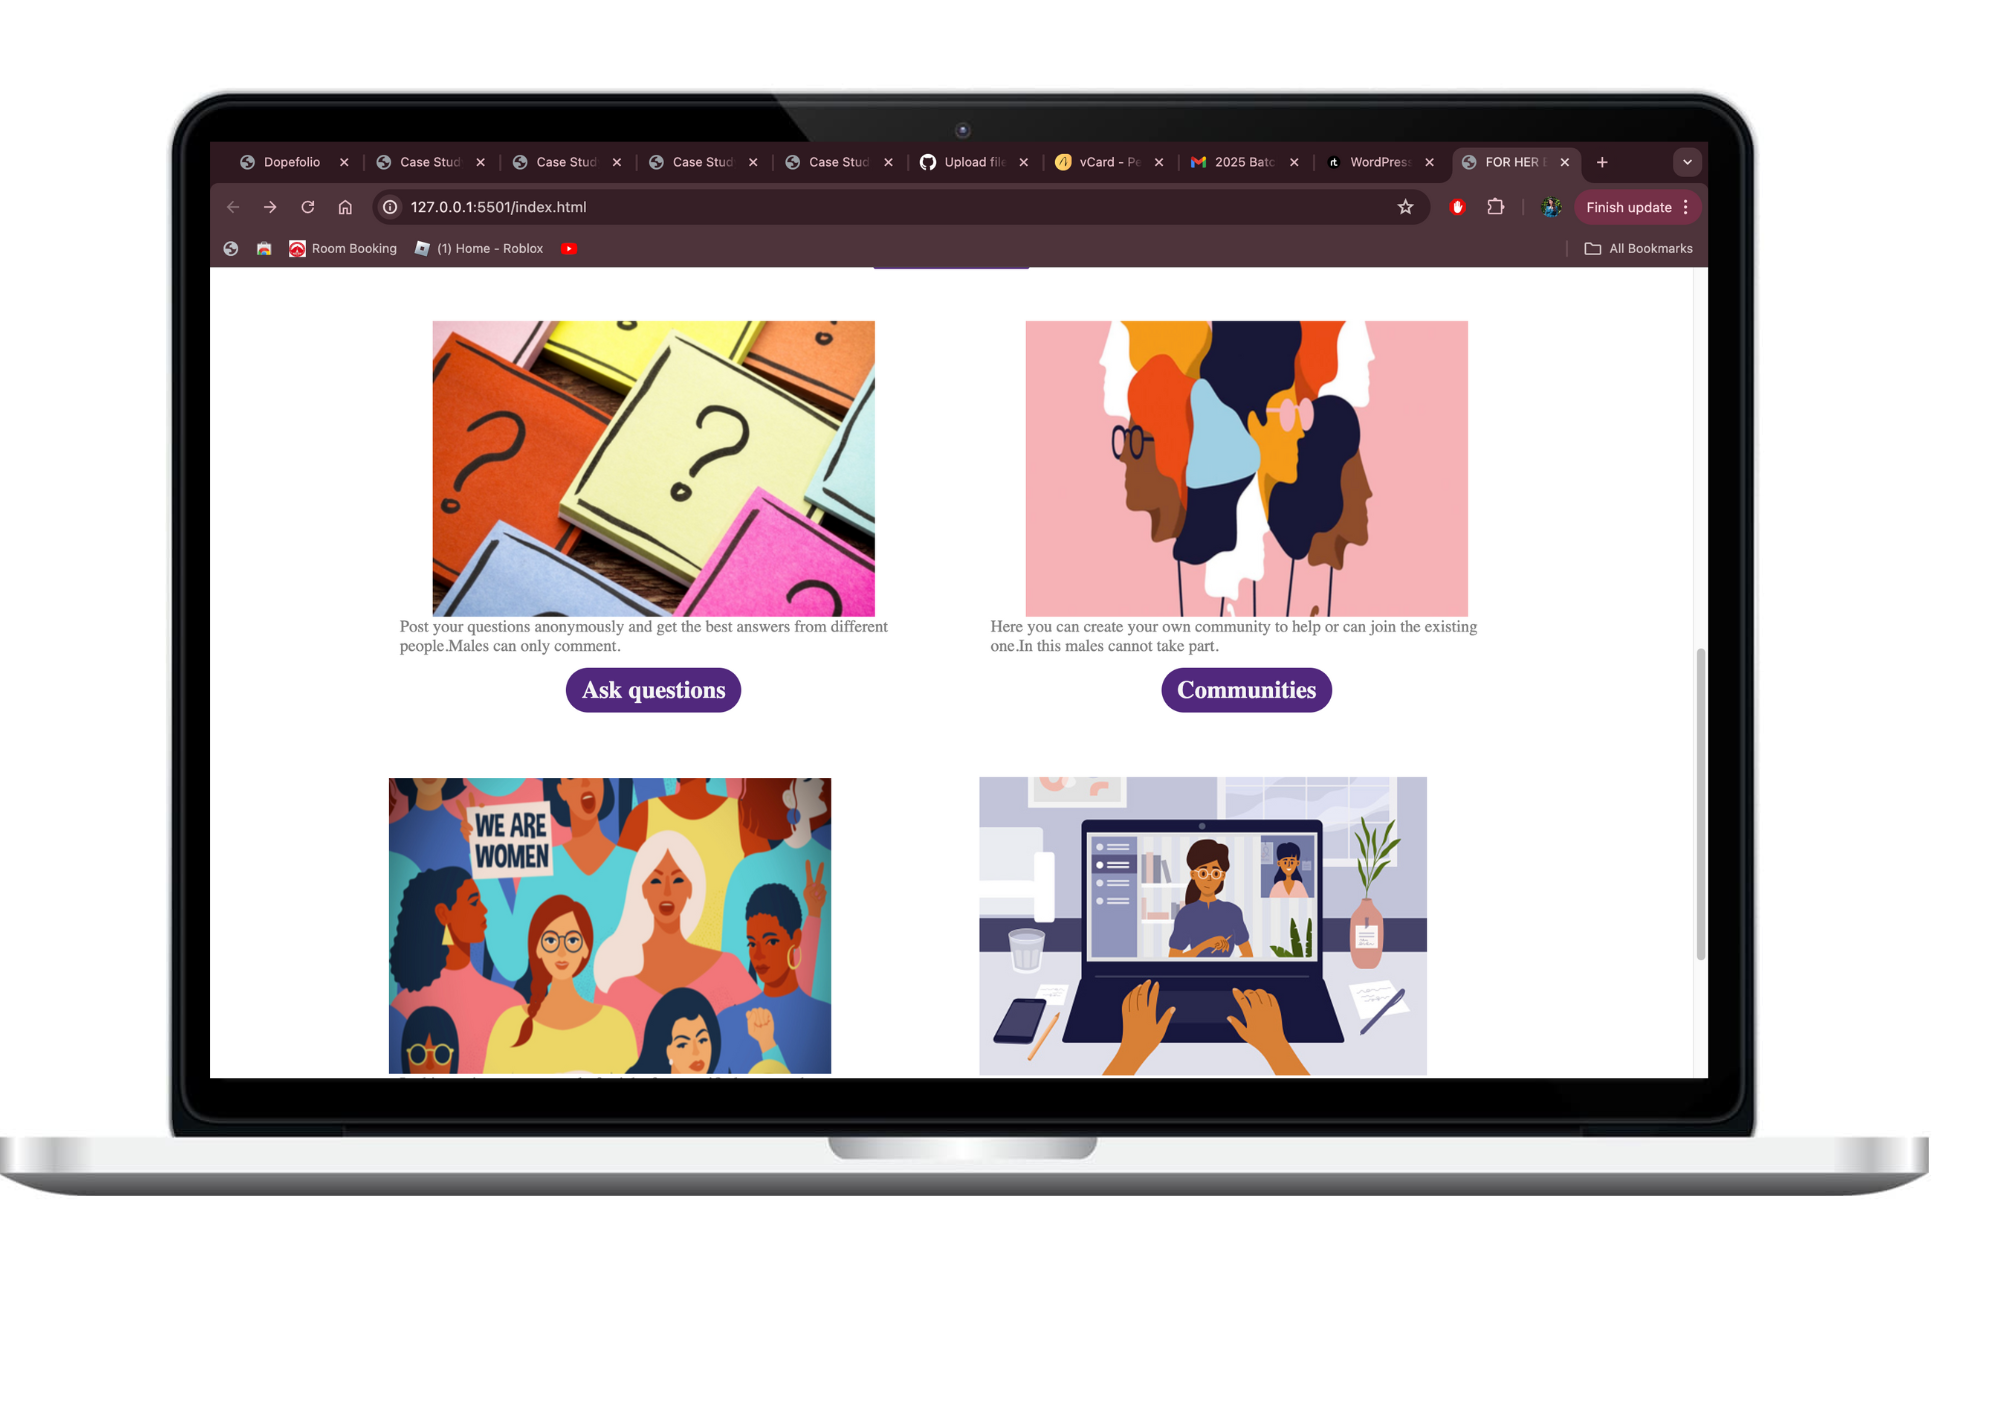 Dopefolio
Case Stud
Case Stud
Case Stud
Case Stud
Upload file
vCard - Pe
2025 Batc
WordPress
FOR HER
127.0.0.1:5501/index.html
Finish update
Room Booking
(1) Home - Roblox
All Bookmarks
Post your questions anonymously and get the best answers from different
people.Males can only comment.
Ask questions
Here you can create your own community to help or can join the existing
one.In this males cannot take part.
Communities
WE ARE
WOMEN